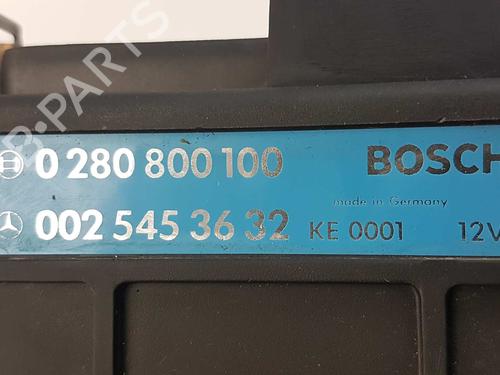 B-PARTS
0 280 800 100 BOSCH
made in Germany
002 545 36 32 KE 0001 12V